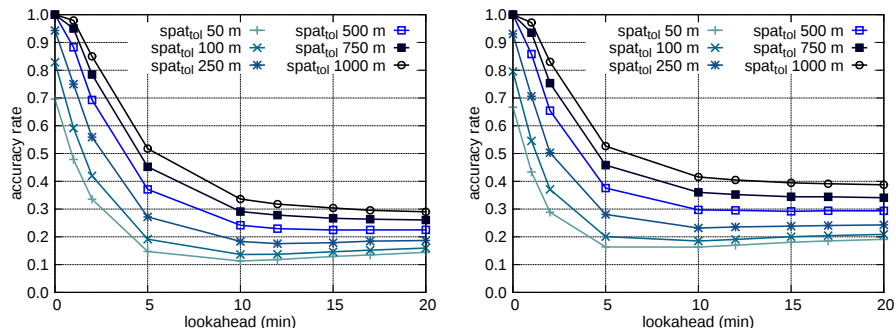 1.0
0.9
0.8
0.7
0.6
0.5
0.4
0.3
0.2
0.1
0.0
accuracy rate
spat_tol 50 m
spat_tol 100 m
spat_tol 250 m
spat_tol 500 m
spat_tol 750 m
spat_tol 1000 m
0 5 10 15 20
lookahead (min)
1.0
0.9
0.8
0.7
0.6
0.5
0.4
0.3
0.2
0.1
0.0
accuracy rate
spat_tol 50 m
spat_tol 100 m
spat_tol 250 m
spat_tol 500 m
spat_tol 750 m
spat_tol 1000 m
0 5 10 15 20
lookahead (min)